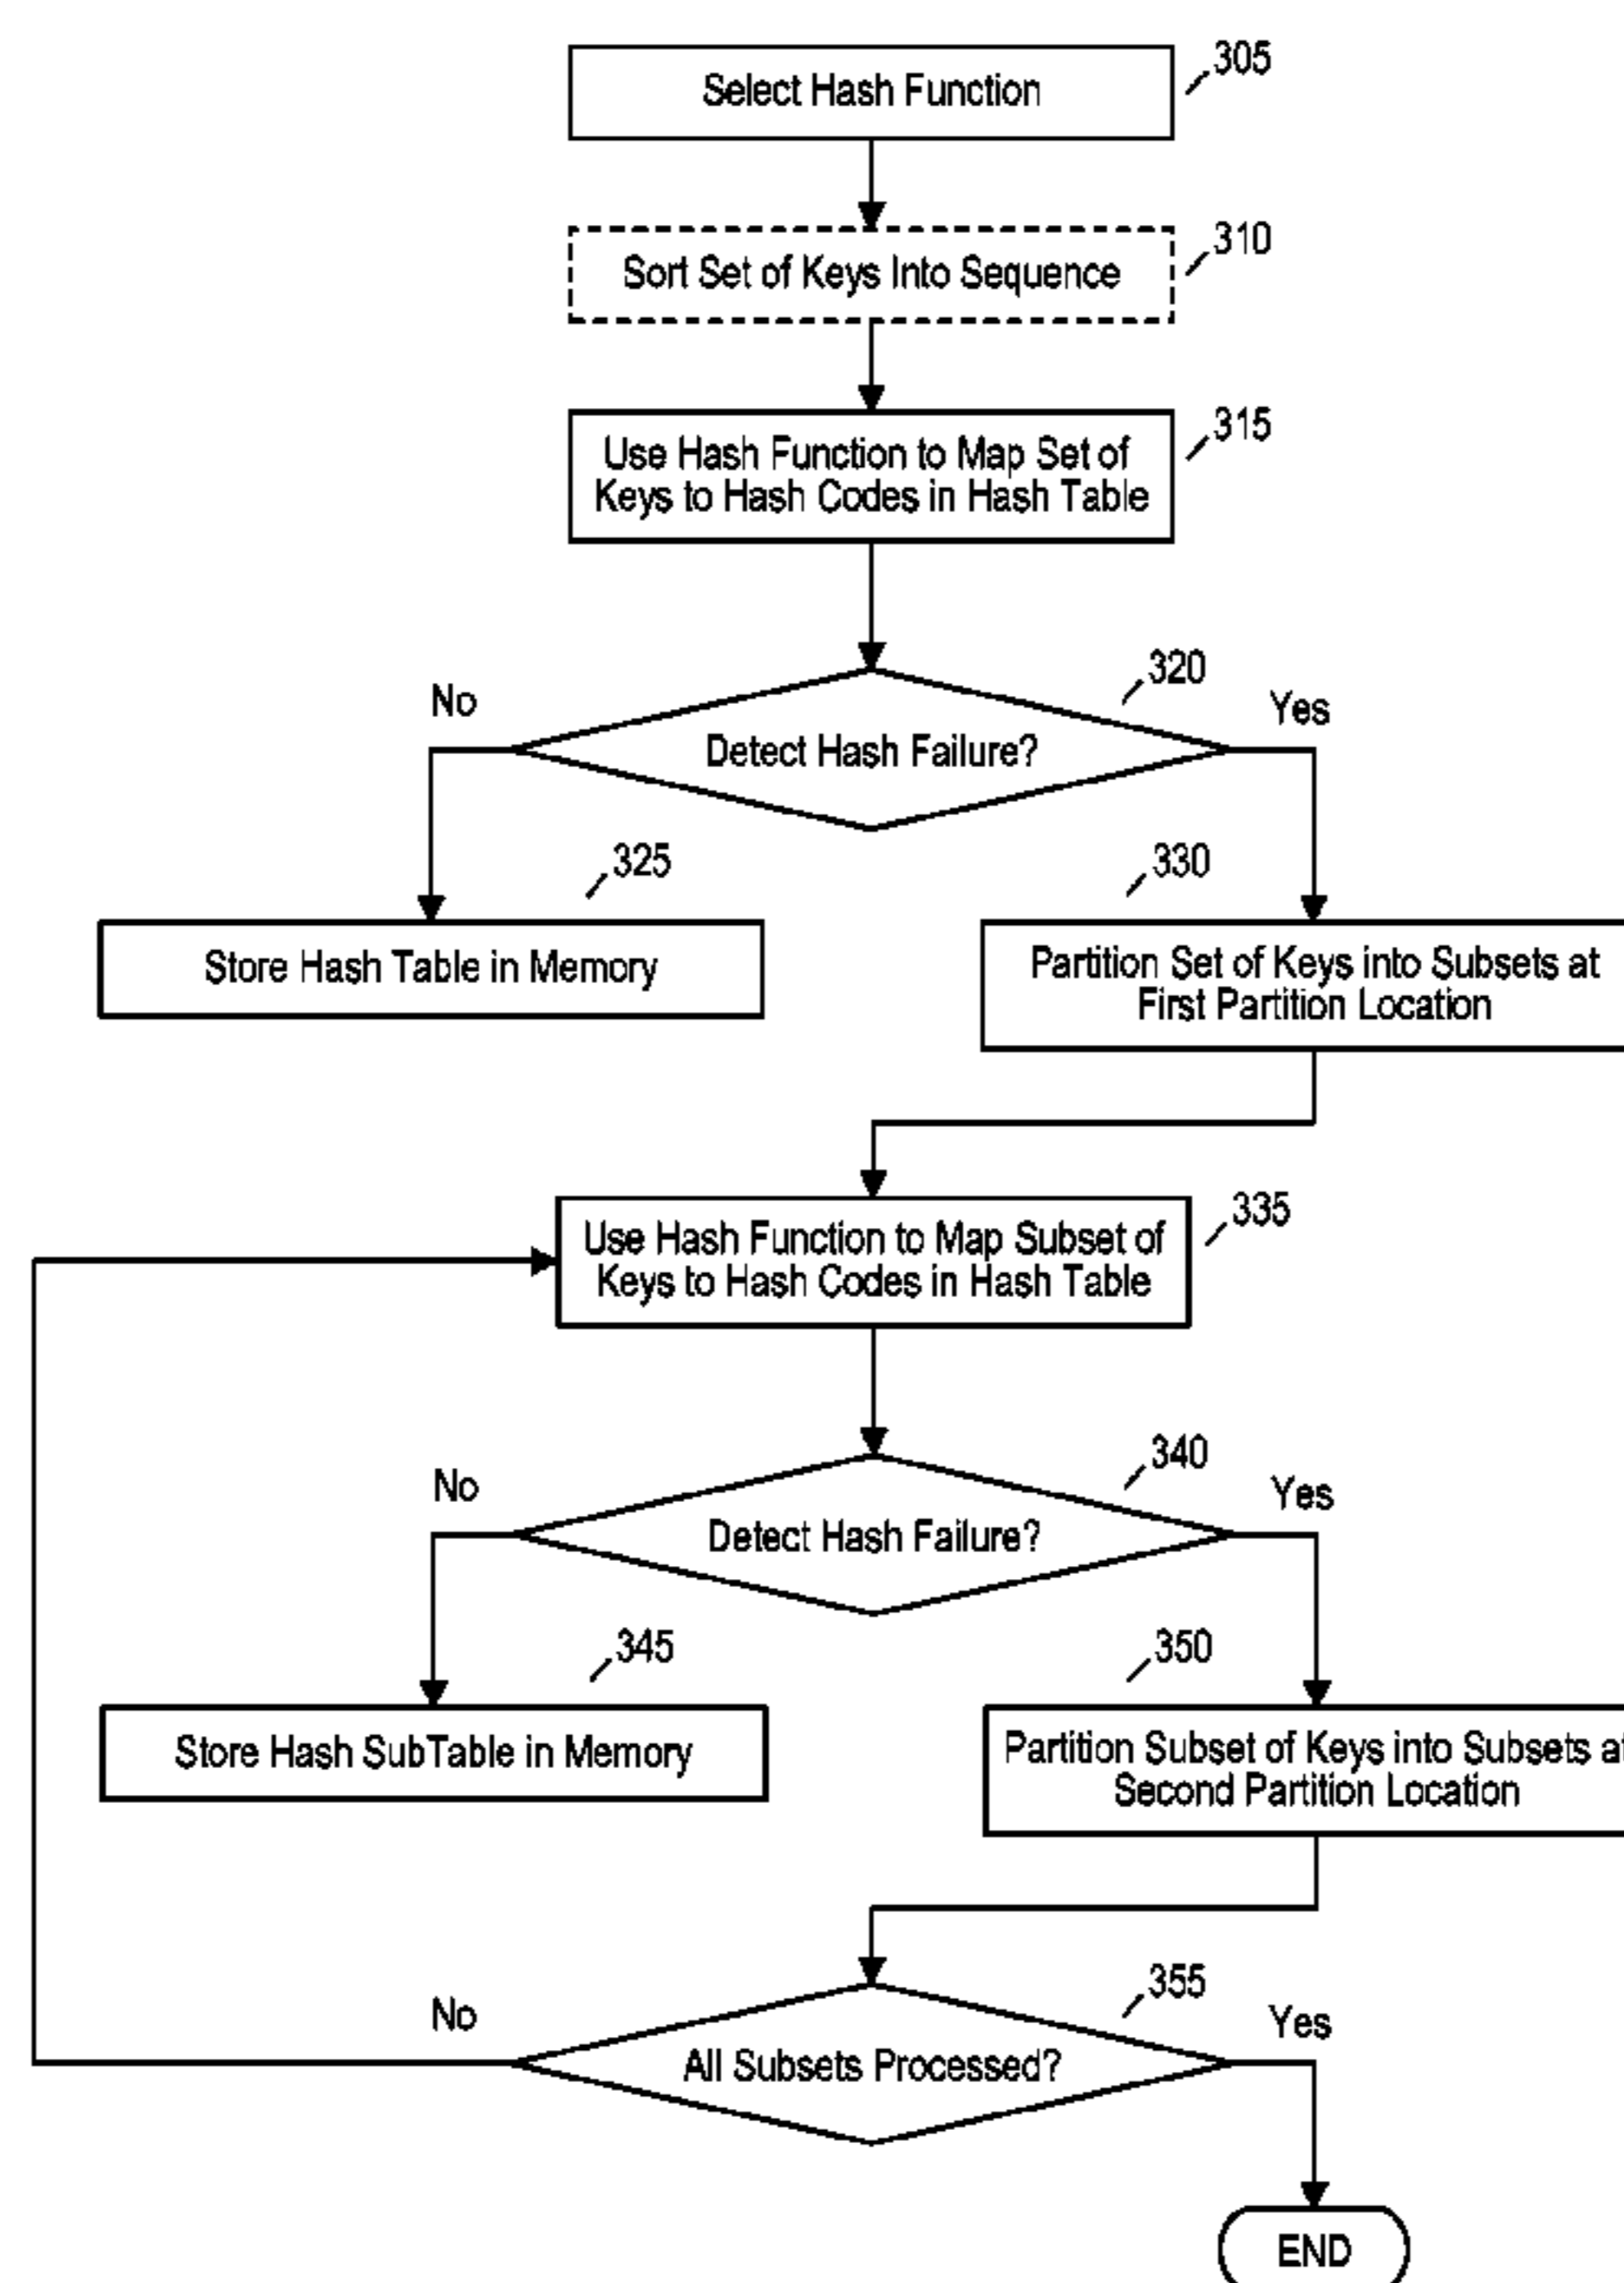 Select Hash Function
305
Sort Set of Keys Into Sequence
310
Use Hash Function to Map Set of
Keys to Hash Codes in Hash Table
315
320
No
Yes
Detect Hash Failure?
325
330
Store Hash Table in Memory
Partition Set of Keys into Subsets at
First Partition Location
335
Use Hash Function to Map Subset of
Keys to Hash Codes in Hash Table
340
No
Yes
Detect Hash Failure?
345
350
Store Hash SubTable in Memory
Partition Subset of Keys into Subsets at
Second Partition Location
355
No
Yes
All Subsets Processed?
END